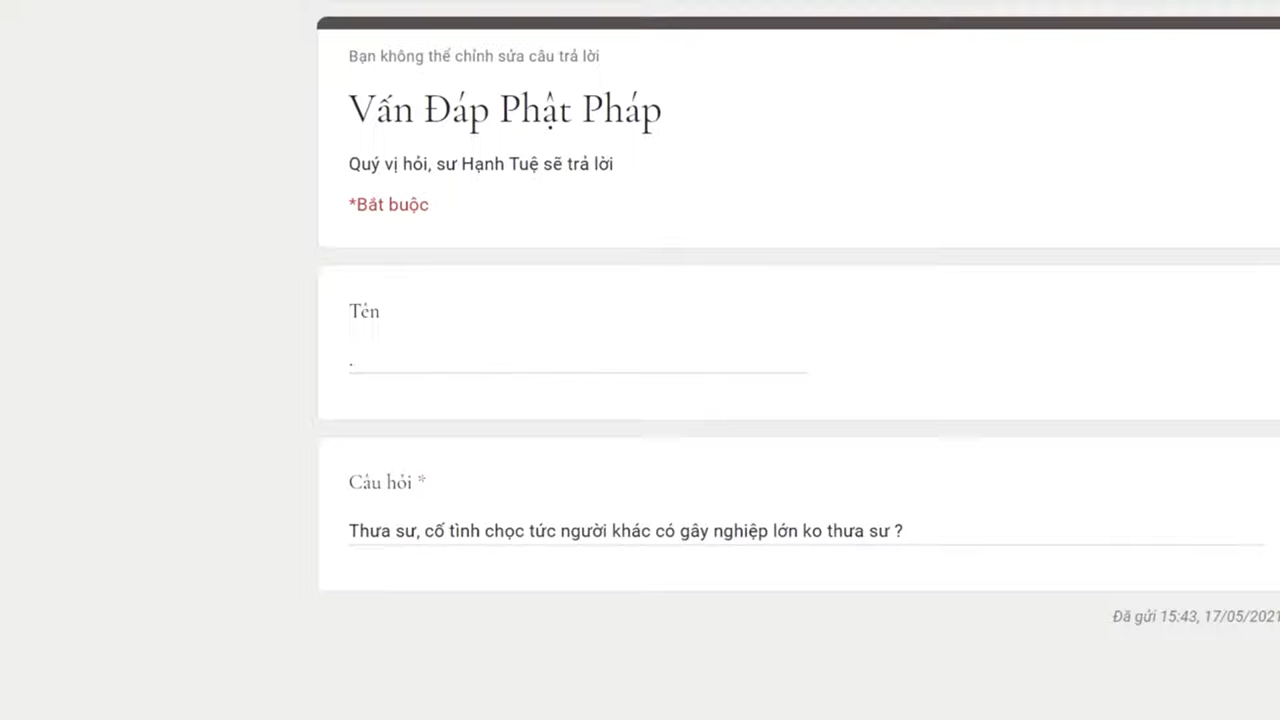 Bạn không thể chỉnh sửa câu trả lời
Vấn Đáp Phật Pháp
Quý vị hỏi, sư Hạnh Tuệ sẽ trả lời
*Bắt buộc
Tên
.
Câu hỏi *
Thưa sư, cố tình chọc tức người khác có gây nghiệp lớn ko thưa sư ?
Đã gửi 15:43, 17/05/2021